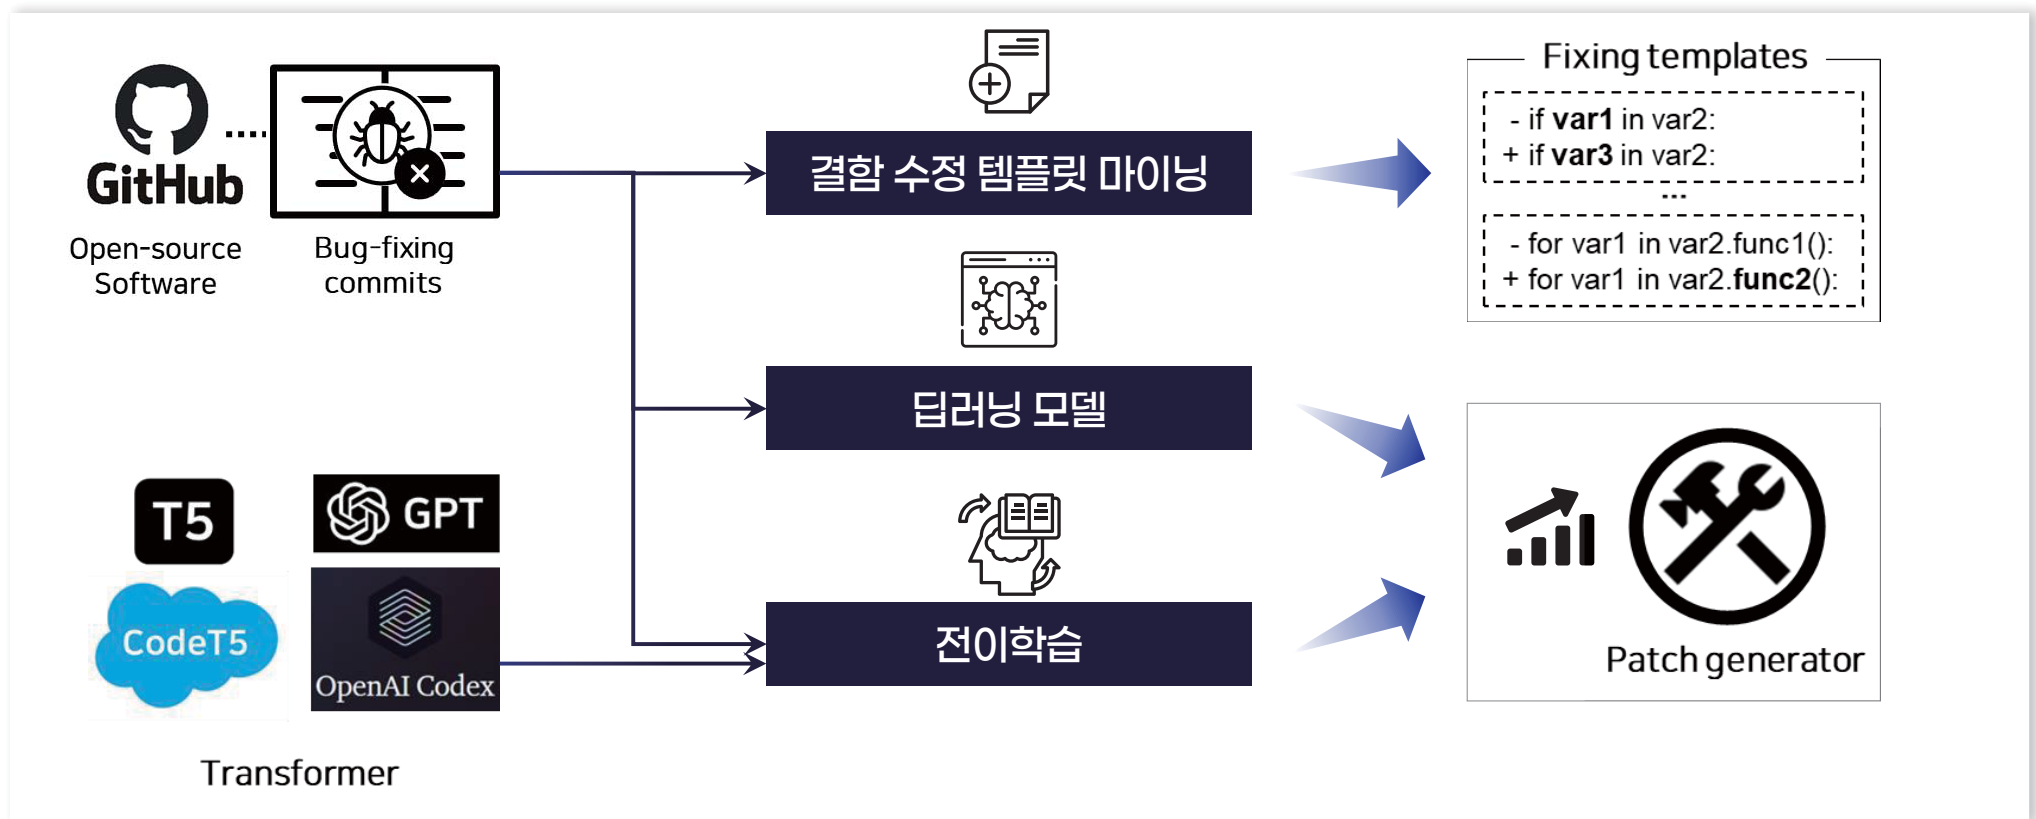 GitHub
Open-source
Software
Bug-fixing
commits
결함 수정 템플릿 마이닝
Fixing templates
- if var1 in var2:
+ if var3 in var2:
...
- for var1 in var2.func1():
+ for var1 in var2.func2():
딥러닝 모델
T5
GPT
CodeT5
OpenAI Codex
Transformer
전이학습
Patch generator